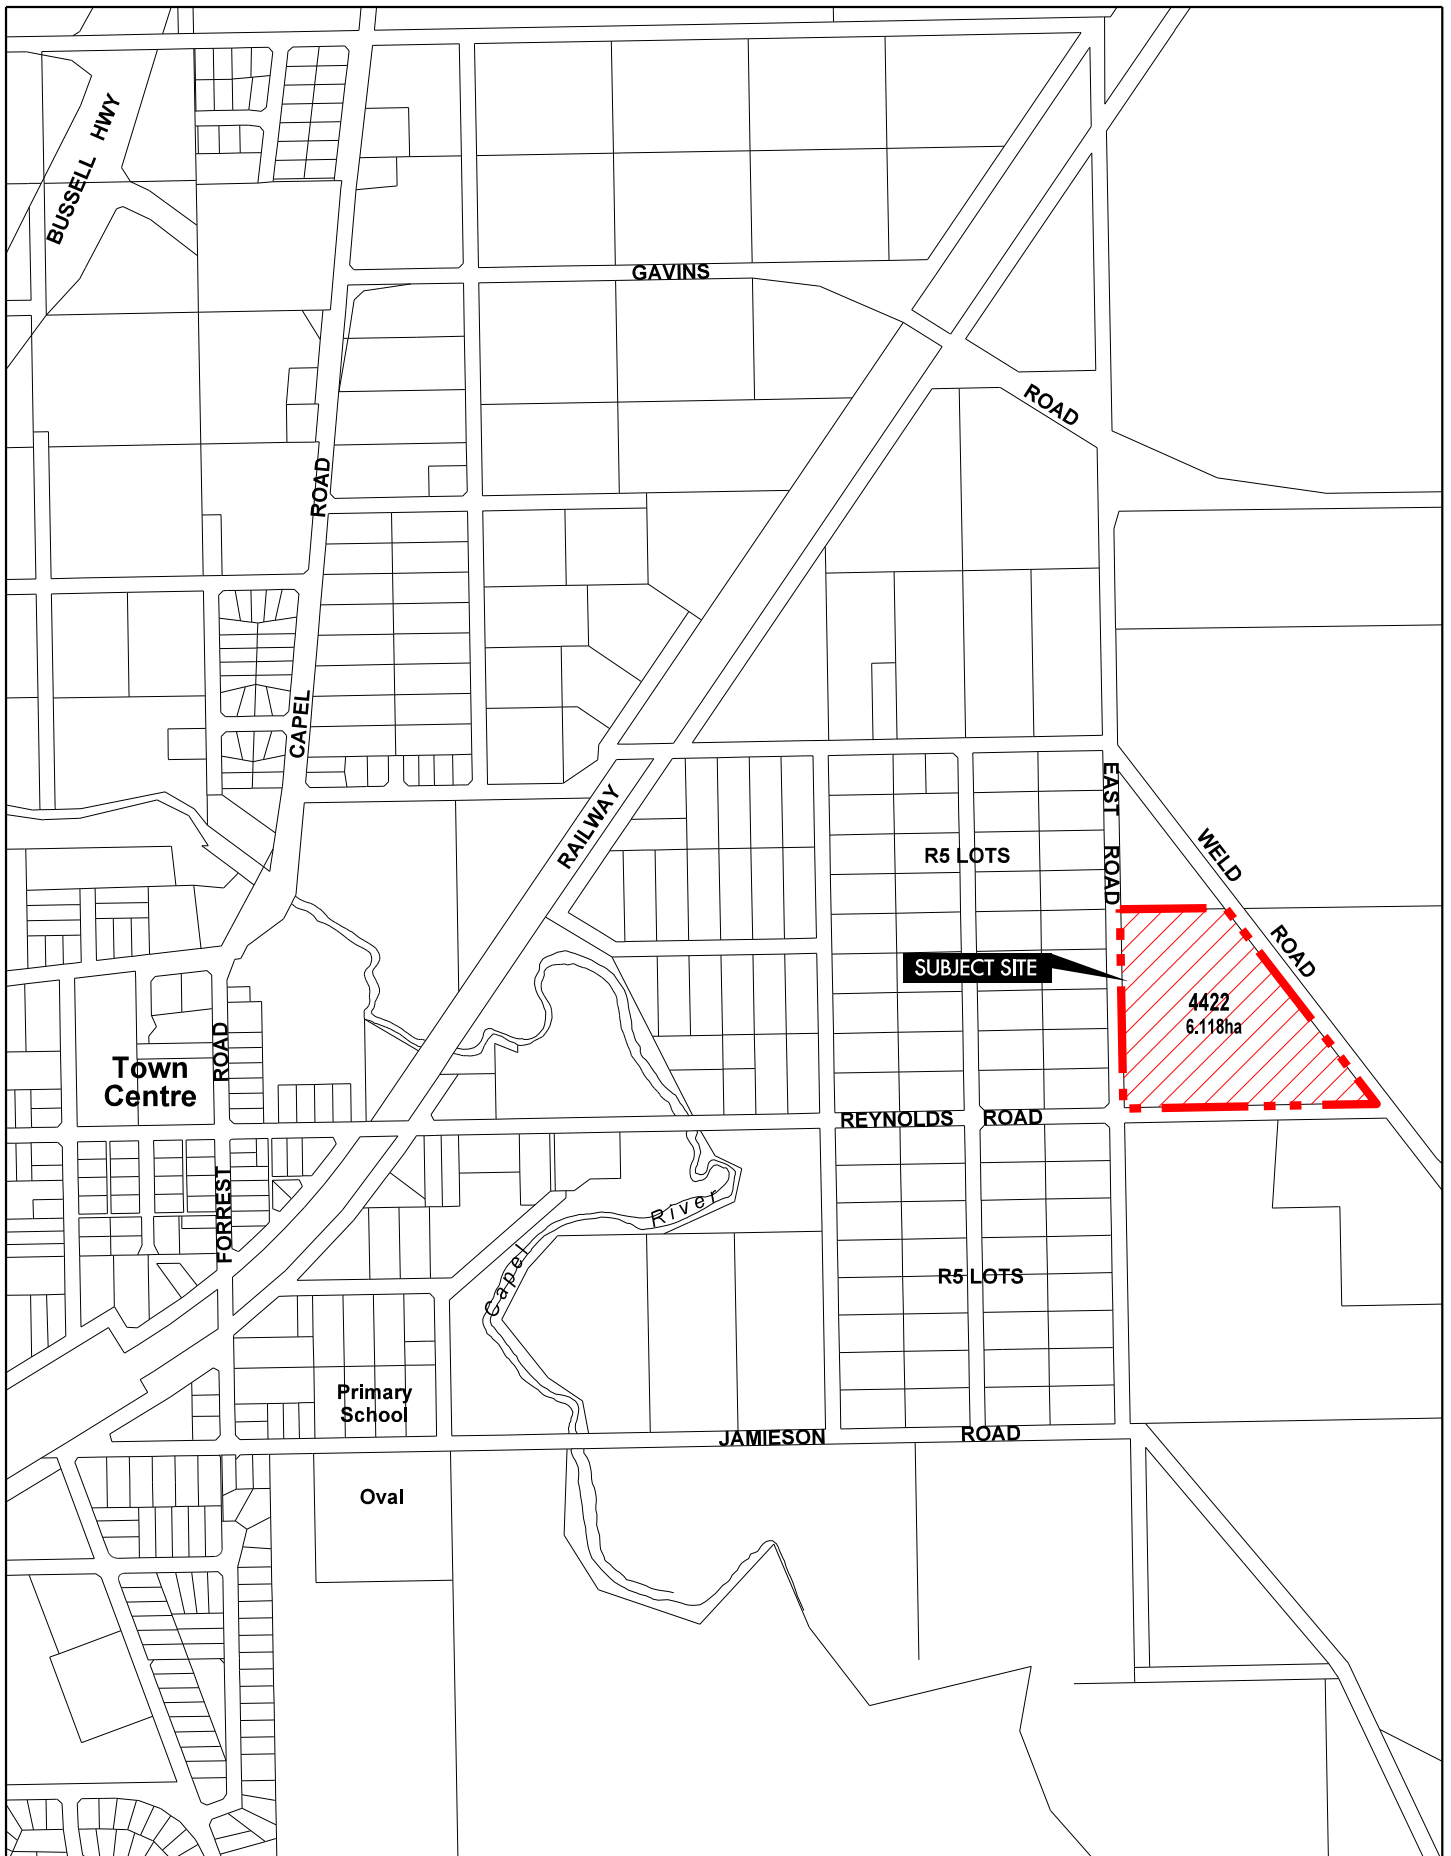 BUSSELL HWY
GAVINS
ROAD
ROAD
CAPEL
EAST ROAD
WELD
ROAD
RAILWAY
R5 LOTS
SUBJECT SITE
4422
6.118ha
Town
Centre
ROAD
FORREST
REYNOLDS ROAD
Capel River
R5 LOTS
Primary
School
JAMIESON ROAD
Oval